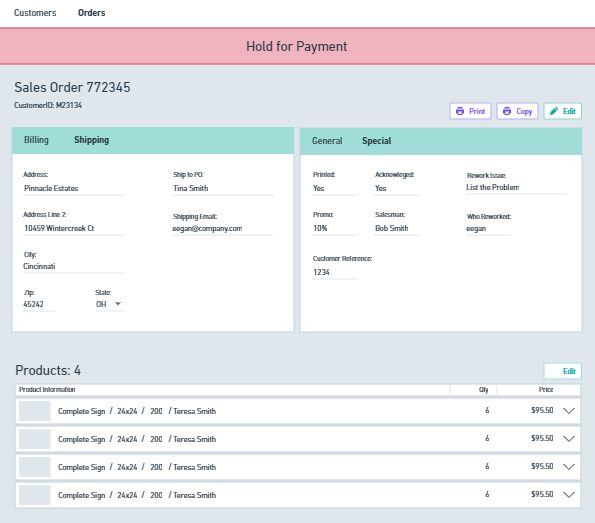 Customers Orders
Hold for Payment
Sales Order 772345
CustomerID: M23134
Print Copy Edit
Billing Shipping
General Special
Address: Ship to PO:
Pinnacle Estates Tina Smith
Printed: Acknowleged: Rework Issue:
Yes Yes List the Problem
Address Line 2: Shipping Email:
10459 Wintercreek Ct eegan@company.com
Promo: Salesman: Who Reworked:
10% Bob Smith eegan
City:
Cincinnati
Customer Reference:
1234
Zip: State:
45242 OH
Products: 4
Edit
Product Information Qty Price
Complete Sign / 24x24 / 200 / Teresa Smith 6 $95.50
Complete Sign / 24x24 / 200 / Teresa Smith 6 $95.50
Complete Sign / 24x24 / 200 / Teresa Smith 6 $95.50
Complete Sign / 24x24 / 200 / Teresa Smith 6 $95.50